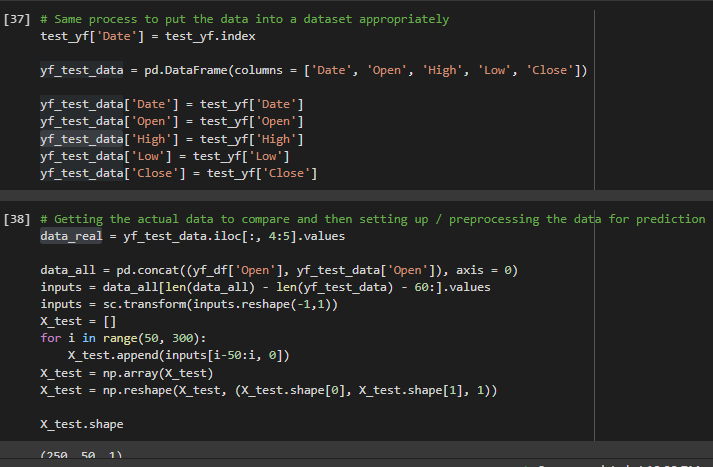 [37] # Same process to put the data into a dataset appropriately
test_yf['Date'] = test_yf.index
yf_test_data = pd.DataFrame(columns = ['Date', 'Open', 'High', 'Low', 'Close'])
yf_test_data['Date'] = test_yf['Date']
yf_test_data['Open'] = test_yf['Open']
yf_test_data['High'] = test_yf['High']
yf_test_data['Low'] = test_yf['Low']
yf_test_data['Close'] = test_yf['Close']
[38] # Getting the actual data to compare and then setting up / preprocessing the data for prediction
data_real = yf_test_data.iloc[:, 4:5].values
data_all = pd.concat((yf_df['Open'], yf_test_data['Open']), axis = 0)
inputs = data_all[len(data_all) - len(yf_test_data) - 60:].values
inputs = sc.transform(inputs.reshape(-1,1))
X_test = []
for i in range(50, 300):
    X_test.append(inputs[i-50:i, 0])
X_test = np.array(X_test)
X_test = np.reshape(X_test, (X_test.shape[0], X_test.shape[1], 1))
X_test.shape
(250, 50, 1)